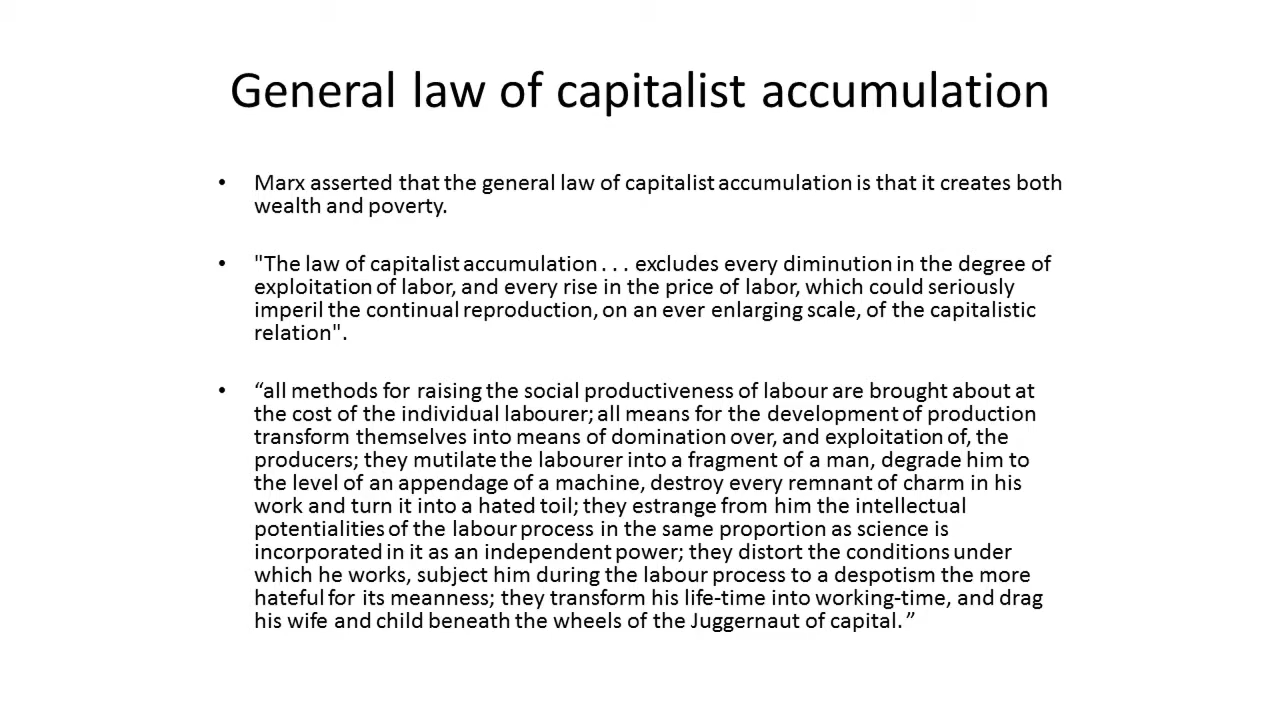 General law of capitalist accumulation
• Marx asserted that the general law of capitalist accumulation is that it creates both
wealth and poverty.
• "The law of capitalist accumulation . . . excludes every diminution in the degree of
exploitation of labor, and every rise in the price of labor, which could seriously
imperil the continual reproduction, on an ever enlarging scale, of the capitalistic
relation".
• “all methods for raising the social productiveness of labour are brought about at
the cost of the individual labourer; all means for the development of production
transform themselves into means of domination over, and exploitation of, the
producers; they mutilate the labourer into a fragment of a man, degrade him to
the level of an appendage of a machine, destroy every remnant of charm in his
work and turn it into a hated toil; they estrange from him the intellectual
potentialities of the labour process in the same proportion as science is
incorporated in it as an independent power; they distort the conditions under
which he works, subject him during the labour process to a despotism the more
hateful for its meanness; they transform his life-time into working-time, and drag
his wife and child beneath the wheels of the Juggernaut of capital.”